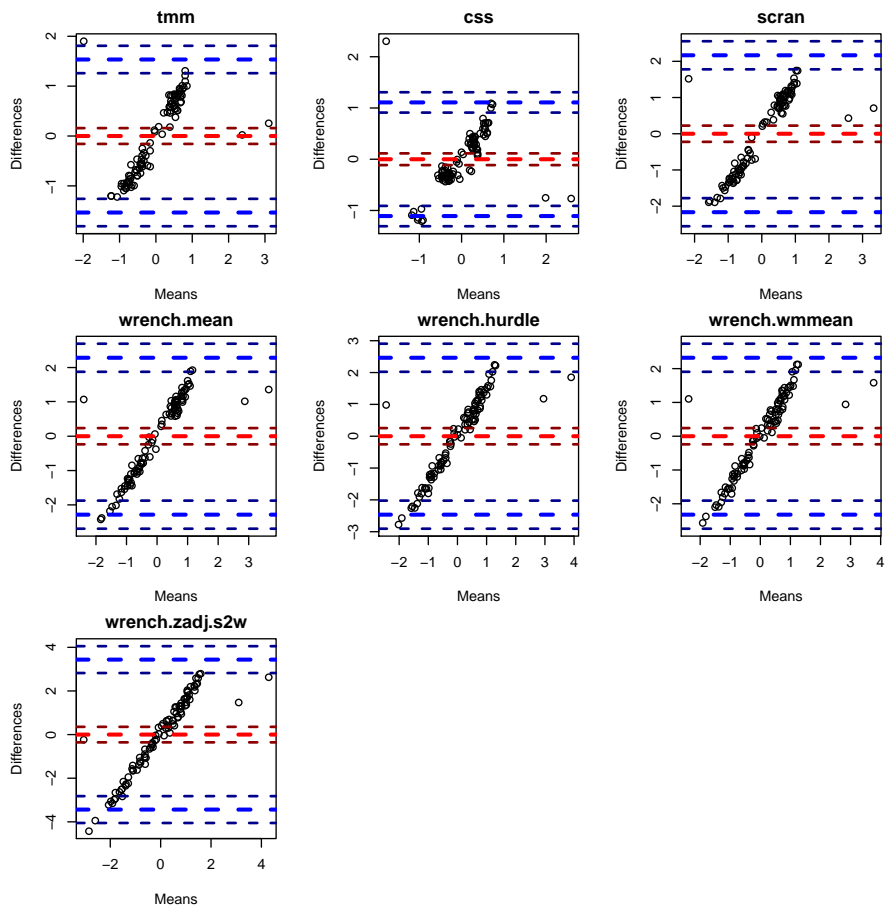 tmm
Differences
2
1
0
−1
−2 −1 0 1 2 3
Means
css
Differences
2
1
0
−1
−1 0 1 2
Means
scran
Differences
2
1
0
−1
−2
−2 −1 0 1 2 3
Means
wrench.mean
Differences
2
1
0
−1
−2
−2 −1 0 1 2 3
Means
wrench.hurdle
Differences
3
2
1
0
−1
−2
−3
−2 −1 0 1 2 3 4
Means
wrench.wmmean
Differences
2
1
0
−1
−2
−2 −1 0 1 2 3 4
Means
wrench.zadj.s2w
Differences
4
2
0
−2
−4
−2 0 2 4
Means